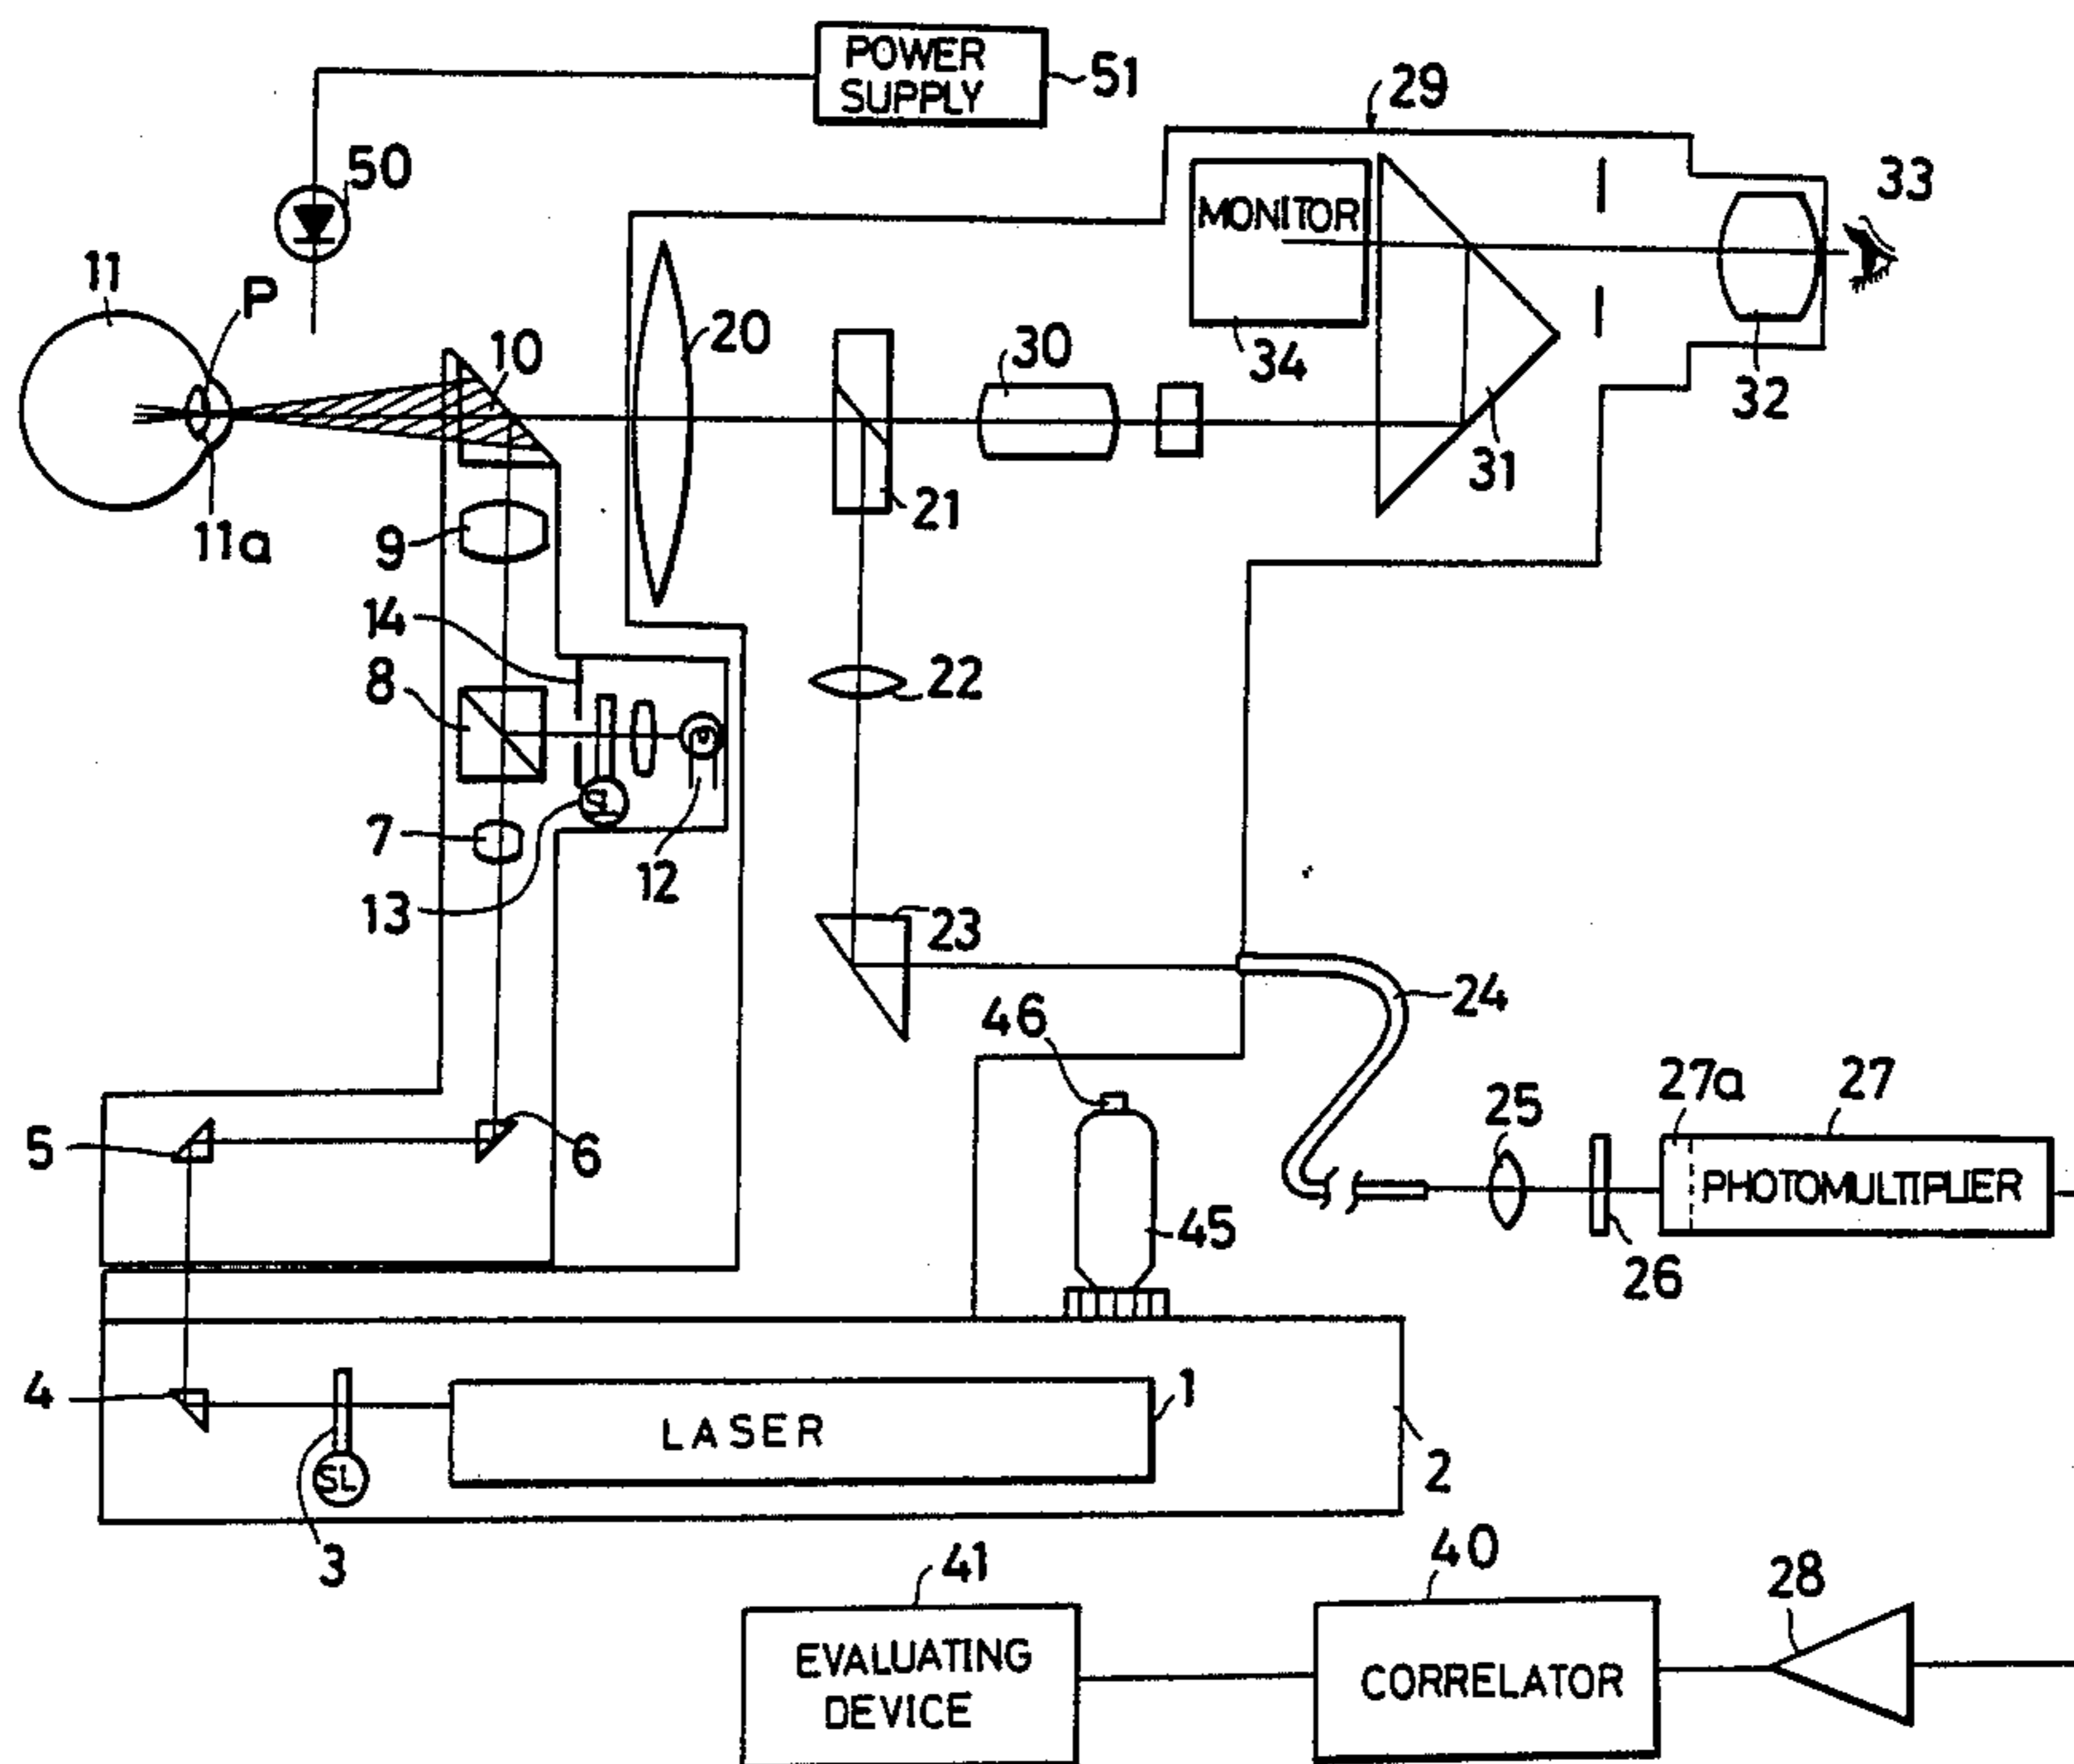 POWER
SUPPLY
51
29
50
33
MONITOR
11
P
10
20
30
34
32
31
21
11a
9
14
8
22
7
12
13
23
24
46
27a
27
25
5
6
PHOTOMULTIPLIER
45
26
4
1
LASER
2
SL
SL
3
41
40
28
EVALUATING
DEVICE
CORRELATOR